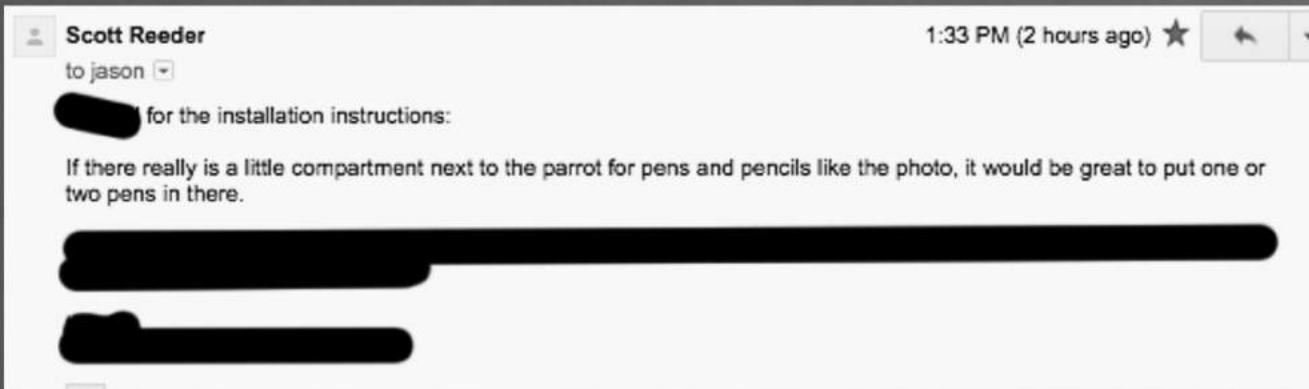 Scott Reeder
1:33 PM (2 hours ago)
to jason
for the installation instructions:
If there really is a little compartment next to the parrot for pens and pencils like the photo, it would be great to put one or
two pens in there.